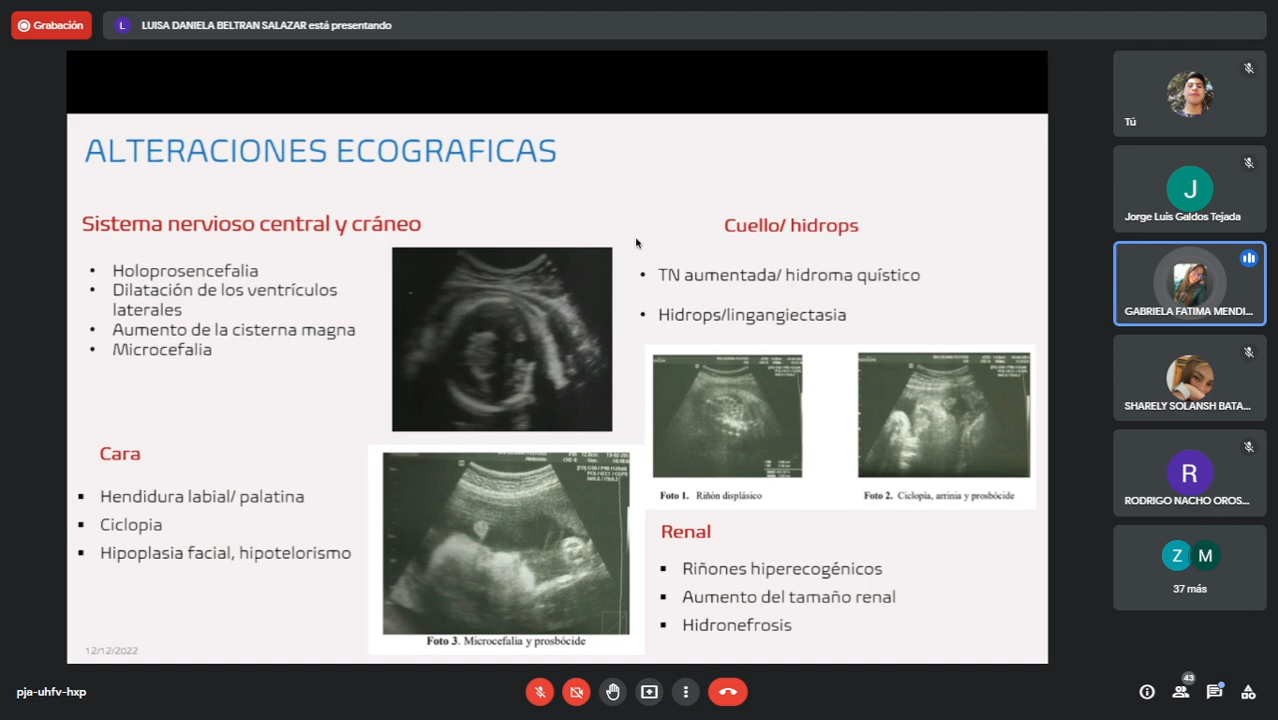 Grabación
L
LUISA DANIELA BELTRAN SALAZAR está presentando
ALTERACIONES ECOGRAFICAS
Sistema nervioso central y cráneo
• Holoprosencefalia
• Dilatación de los ventrículos
laterales
• Aumento de la cisterna magna
• Microcefalia
Cara
▪ Hendidura labial/ palatina
▪ Ciclopia
▪ Hipoplasia facial, hipotelorismo
Foto 3. Microcefalia y prosbócide
Cuello/ hidrops
• TN aumentada/ hidroma quístico
• Hidrops/lingangiectasia
Foto 1. Riñón displásico
Foto 2. Ciclopía, arrinia y prosbócide
Renal
▪ Riñones hiperecogénicos
▪ Aumento del tamaño renal
▪ Hidronefrosis
12/12/2022
Tú
J
Jorge Luis Galdos Tejada
GABRIELA FATIMA MENDI...
SHARELY SOLANSH BATA...
R
RODRIGO NACHO OROS...
Z M
37 más
pja-uhfv-hxp
43